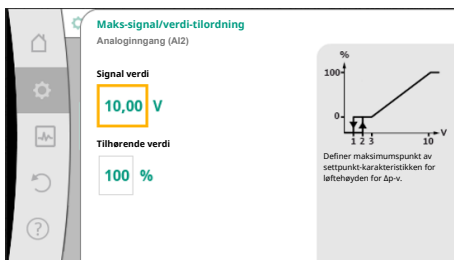 Maks-signal/verdi-tilordning
Analoginngang (AI2)
Signal verdi
10,00 V
Tilhørende verdi
100 %
%
100
0
1 2 3 10 V
Definer maksimumspunkt av
settpunkt-karakteristikken for
løftehøyden for Δp-v.
?